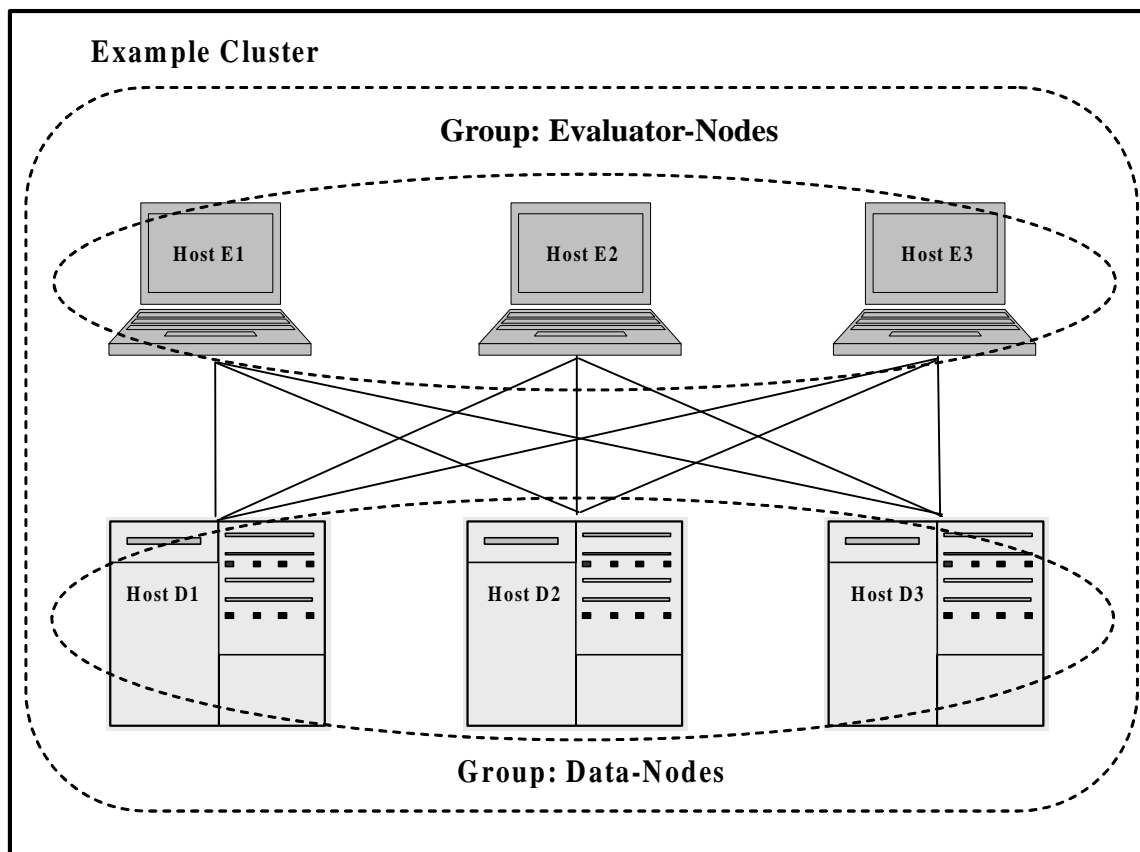 Example Cluster
Group: Evaluator-Nodes
Host E1
Host E2
Host E3
Host D1
Host D2
Host D3
Group: Data-Nodes